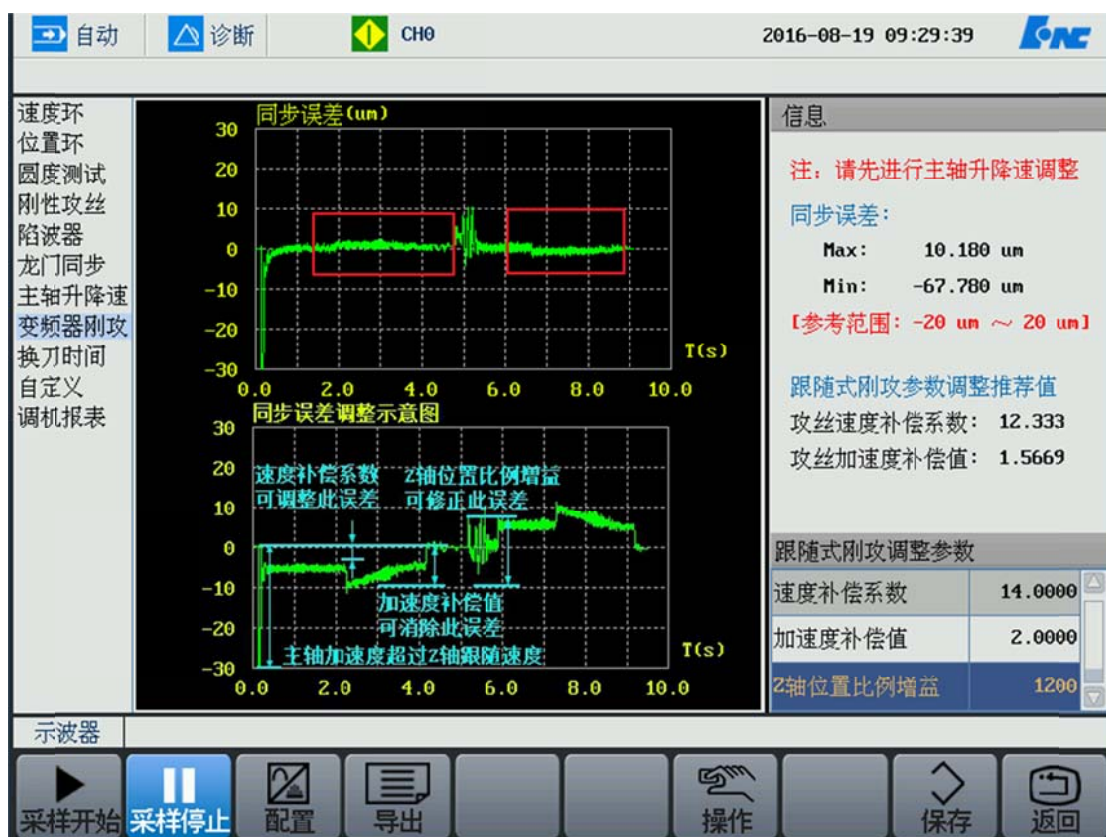 自动
诊断
CH0
2016-08-19 09:29:39
HNC
速度环
位置环
圆度测试
刚性攻丝
陷波器
龙门同步
主轴升降速
变频器刚攻
换刀时间
自定义
调机报表
同步误差(um)
30
20
10
0
-10
-20
-30
T(s)
0.0 2.0 4.0 6.0 8.0 10.0
同步误差调整示意图
30
20
10
0
-10
-20
-30
速度补偿系数
可调整此误差
Z轴位置比例增益
可修正此误差
加速度补偿值
可消除此误差
主轴加速度超过Z轴跟随速度
T(s)
0.0 2.0 4.0 6.0 8.0 10.0
信息
注：请先进行主轴升降速调整
同步误差：
Max: 10.180 um
Min: -67.780 um
[参考范围：-20 um ～ 20 um]
跟随式刚攻参数调整推荐值
攻丝速度补偿系数: 12.333
攻丝加速度补偿值: 1.5669
跟随式刚攻调整参数
速度补偿系数 14.0000
加速度补偿值 2.0000
Z轴位置比例增益 1200
示波器
采样开始
采样停止
配置
导出
操作
保存
返回